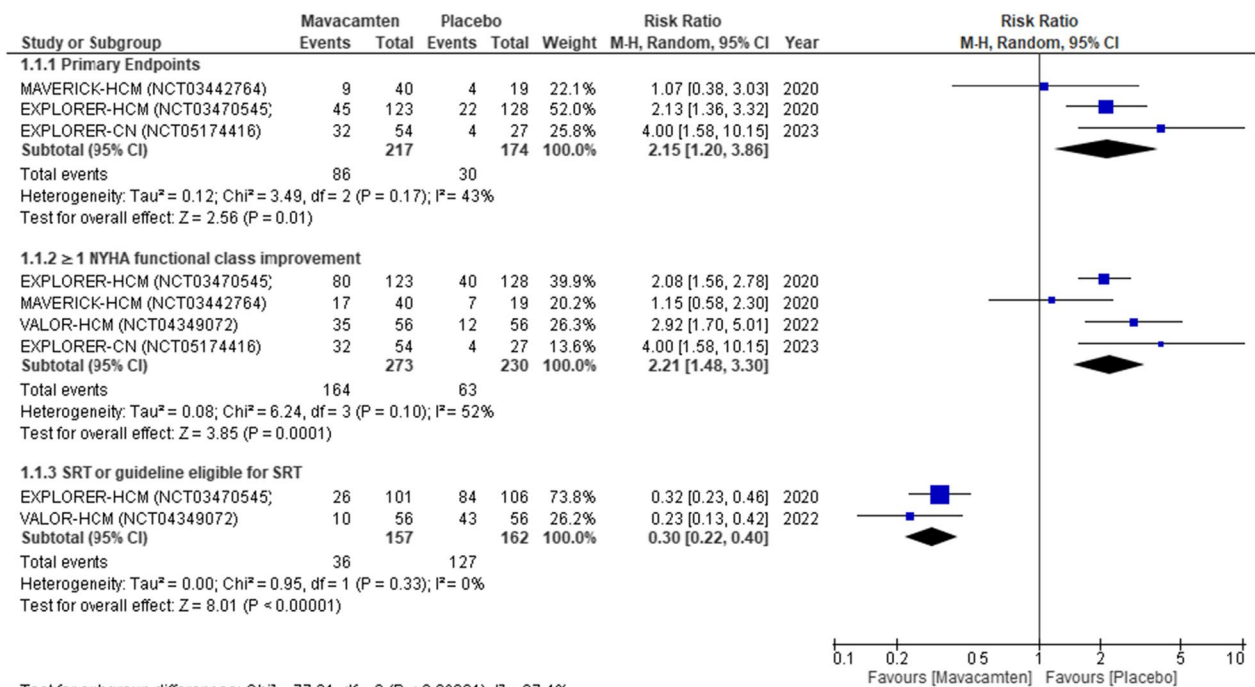 Mavacamten Placebo Risk Ratio Risk Ratio
Study or Subgroup Events Total Events Total Weight M-H, Random, 95% CI Year M-H, Random, 95% CI
1.1.1 Primary Endpoints
MAVERICK-HCM (NCT03442764) 9 40 4 19 22.1% 1.07 [0.38, 3.03] 2020
EXPLORER-HCM (NCT03470545) 45 123 22 128 52.0% 2.13 [1.36, 3.32] 2020
EXPLORER-CN (NCT05174416) 32 54 4 27 25.8% 4.00 [1.58, 10.15] 2023
Subtotal (95% CI) 217 174 100.0% 2.15 [1.20, 3.86]
Total events 86 30
Heterogeneity: Tau² = 0.12; Chi² = 3.49, df = 2 (P = 0.17); I² = 43%
Test for overall effect: Z = 2.56 (P = 0.01)
1.1.2 ≥ 1 NYHA functional class improvement
EXPLORER-HCM (NCT03470545) 80 123 40 128 39.9% 2.08 [1.56, 2.78] 2020
MAVERICK-HCM (NCT03442764) 17 40 7 19 20.2% 1.15 [0.58, 2.30] 2020
VALOR-HCM (NCT04349072) 35 56 12 56 26.3% 2.92 [1.70, 5.01] 2022
EXPLORER-CN (NCT05174416) 32 54 4 27 13.6% 4.00 [1.58, 10.15] 2023
Subtotal (95% CI) 273 230 100.0% 2.21 [1.48, 3.30]
Total events 164 63
Heterogeneity: Tau² = 0.08; Chi² = 6.24, df = 3 (P = 0.10); I² = 52%
Test for overall effect: Z = 3.85 (P = 0.0001)
1.1.3 SRT or guideline eligible for SRT
EXPLORER-HCM (NCT03470545) 26 101 84 106 73.8% 0.32 [0.23, 0.46] 2020
VALOR-HCM (NCT04349072) 10 56 43 56 26.2% 0.23 [0.13, 0.42] 2022
Subtotal (95% CI) 157 162 100.0% 0.30 [0.22, 0.40]
Total events 36 127
Heterogeneity: Tau² = 0.00; Chi² = 0.95, df = 1 (P = 0.33); I² = 0%
Test for overall effect: Z = 8.01 (P < 0.00001)
0.1 0.2 0.5 1 2 5 10
Favours [Mavacamten] Favours [Placebo]